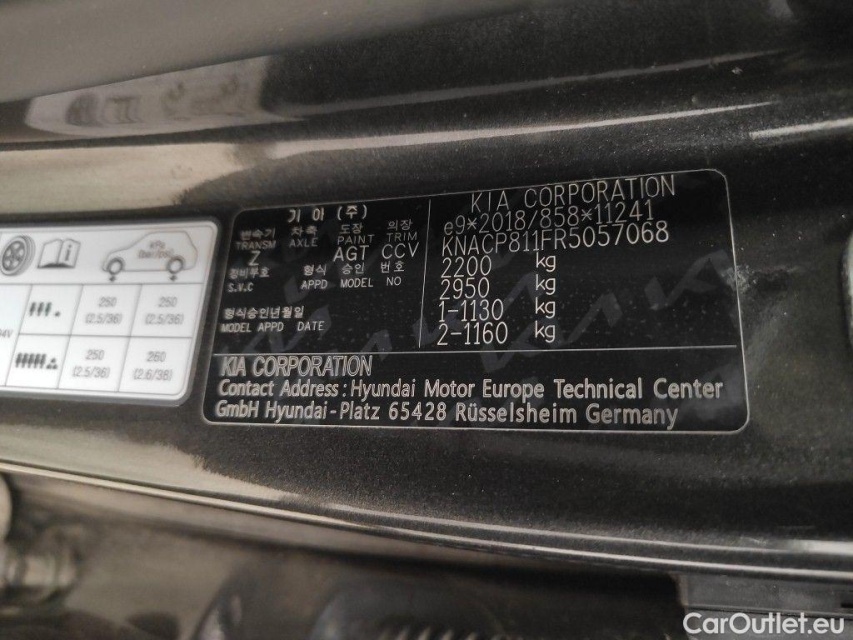 KIA CORPORATION
e9*2018/858*11241
KNACP811FR5057068
2200 kg
2950 kg
1-1130 kg
2-1160 kg
기아(주)
변속기 차축 도장 의장
TRANSM AXLE PAINT TRIM
Z AGT CCV
정비부호 형식 승인 번호
S.V.C APPD MODEL NO
형식승인년월일
MODEL APPD DATE
KIA CORPORATION
Contact Address : Hyundai Motor Europe Technical Center
GmbH Hyundai-Platz 65428 Rüsselsheim Germany
250 250
(2.5/36) (2.5/36)
250 260
(2.5/36) (2.6/38)
CarOutlet.eu